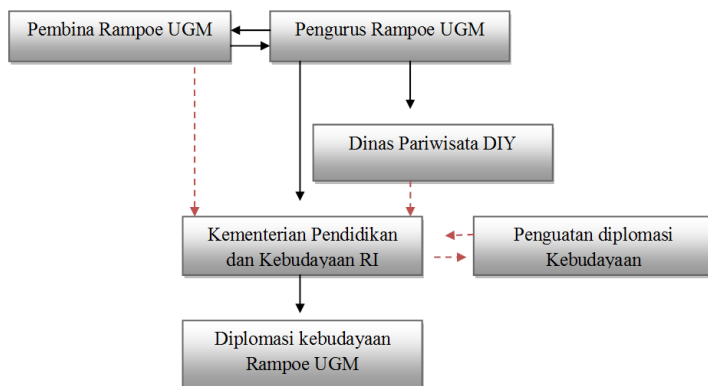 Pembina Rampoe UGM
Pengurus Rampoe UGM
Dinas Pariwisata DIY
Kementerian Pendidikan
dan Kebudayaan RI
Penguatan diplomasi
Kebudayaan
Diplomasi kebudayaan
Rampoe UGM